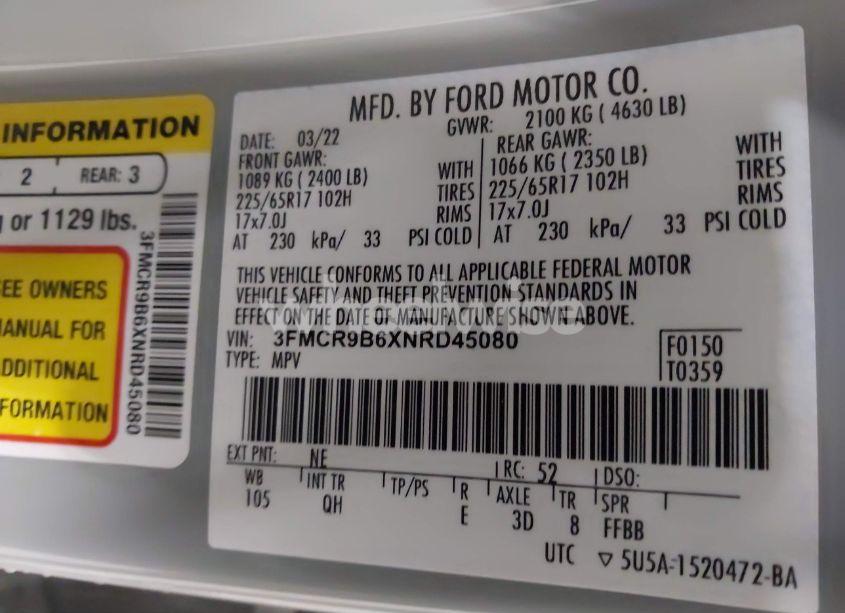 INFORMATION
2 REAR: 3
or 1129 lbs.
SEE OWNERS
MANUAL FOR
ADDITIONAL
INFORMATION
3FMCR9B6XNRD45080
MFD. BY FORD MOTOR CO.
DATE: 03/22 GVWR: 2100 KG ( 4630 LB)
FRONT GAWR: REAR GAWR:
1089 KG ( 2400 LB) WITH 1066 KG ( 2350 LB) WITH
225/65R17 102H TIRES 225/65R17 102H TIRES
17x7.0J RIMS 17x7.0J RIMS
AT 230 kPa/ 33 PSI COLD AT 230 kPa/ 33 PSI COLD
THIS VEHICLE CONFORMS TO ALL APPLICABLE FEDERAL MOTOR
VEHICLE SAFETY AND THEFT PREVENTION STANDARDS IN
EFFECT ON THE DATE OF MANUFACTURE SHOWN ABOVE.
VIN: 3FMCR9B6XNRD45080 F0150
TYPE: MPV T0359
EXT PNT: NE RC: 52 DSO:
WB INT TR TP/PS R AXLE TR SPR
105 QH E 3D 8 FFBB
UTC ▽ 5U5A-1520472-BA